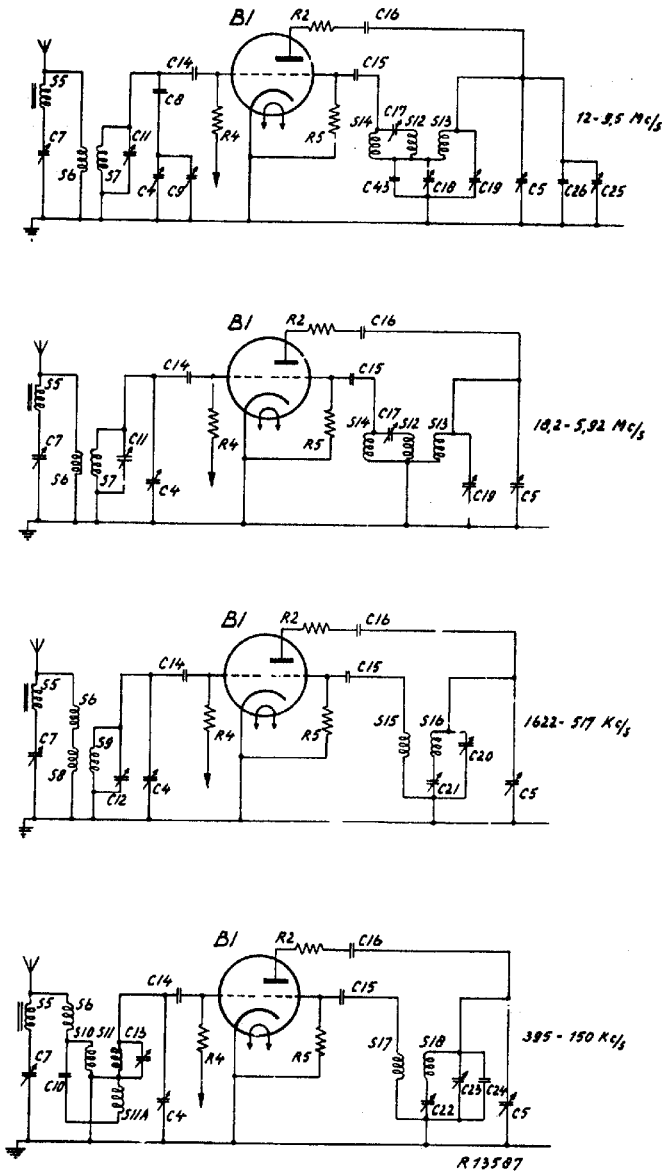 B1
R2
C16
C14
C15
S5
C8
C17
S12
S13
12-9,5 Mc/s
C7
C11
R4
R5
S14
S6
S7
C4
C9
C43
C18
C19
C5
C26
C25
B1
R2
C16
C14
C15
S5
C17
S14
S12
S13
18,2-5,92 Mc/s
C7
C11
R4
R5
S6
S7
C4
C19
C5
B1
R2
C16
C14
C15
S5
S6
S15
S16
1622-517 Kc/s
C7
S9
R4
R5
C20
S8
C12
C4
C21
C5
B1
R2
C16
C14
C15
S5
S6
S10
S11
C13
S17
S18
395-150 Kc/s
C7
R4
R5
C10
C23
C24
S11A
C4
C22
C5
R13587